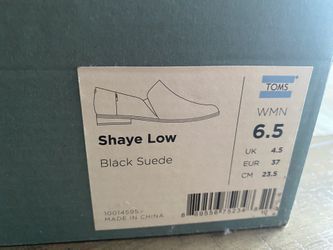 TOMS
WMN
6.5
UK 4.5
EUR 37
CM 23.5
Shaye Low
Black Suede
10014595
MADE IN CHINA